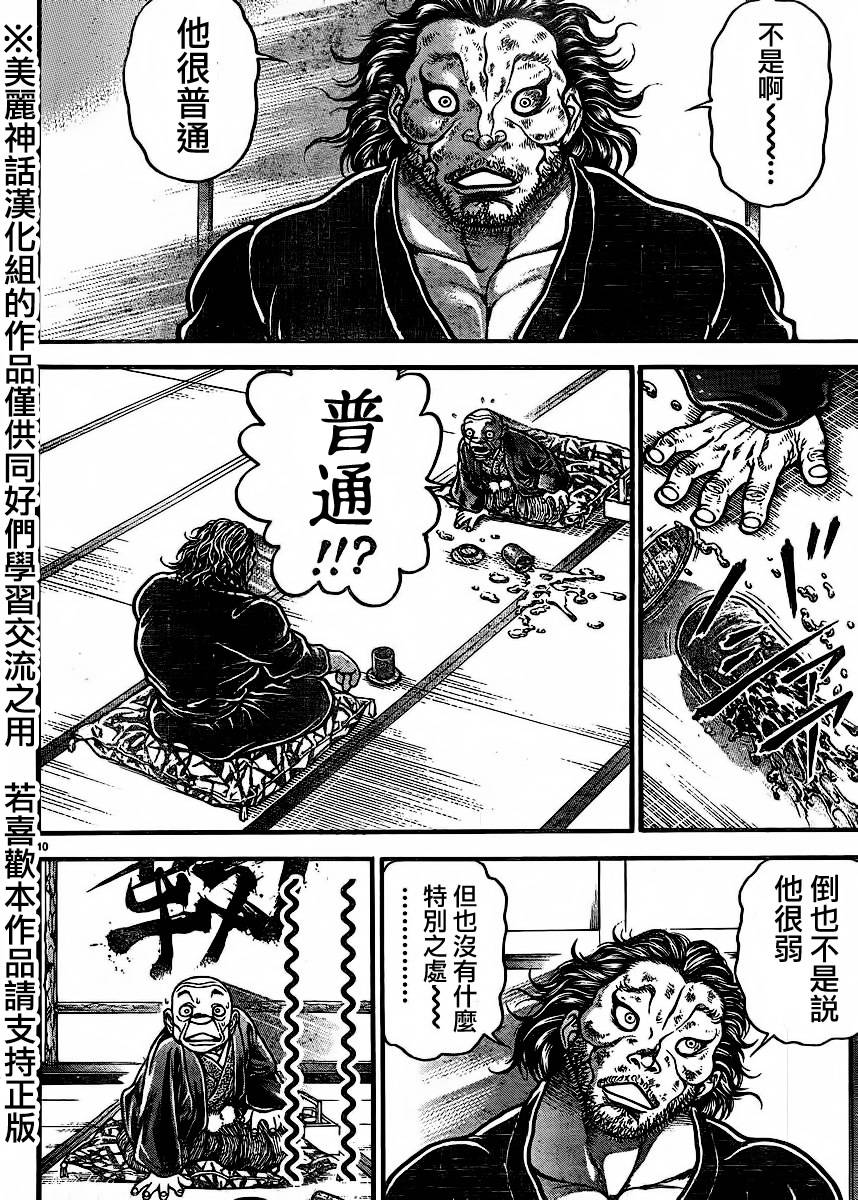 不是啊~~~~…
他很普通
普
通
!!?
倒也不是説
他很弱
但也沒有什麼
特別之處~~
…………
10
※美麗神話漢化組的作品僅供同好們學習交流之用　若喜歡本作品請支持正版